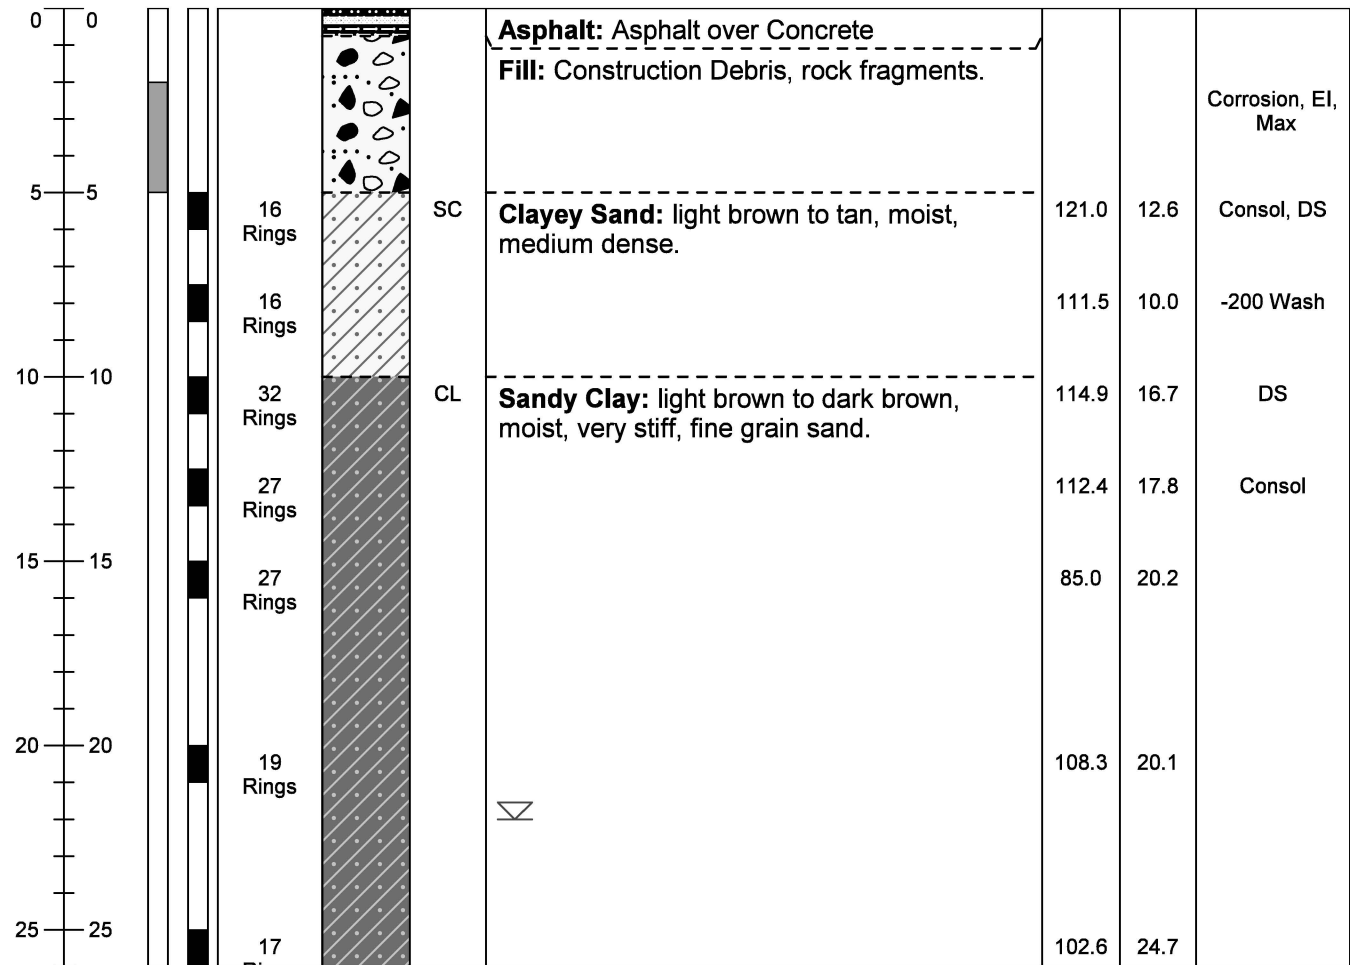 0 0
Asphalt: Asphalt over Concrete
Fill: Construction Debris, rock fragments.
Corrosion, EI,
Max
5 5
16
Rings
SC
Clayey Sand: light brown to tan, moist,
medium dense.
121.0 12.6 Consol, DS
16
Rings
111.5 10.0 -200 Wash
10 10
32
Rings
CL
Sandy Clay: light brown to dark brown,
moist, very stiff, fine grain sand.
114.9 16.7 DS
27
Rings
112.4 17.8 Consol
15 15
27
Rings
85.0 20.2
20 20
19
Rings
108.3 20.1
25 25
17
102.6 24.7